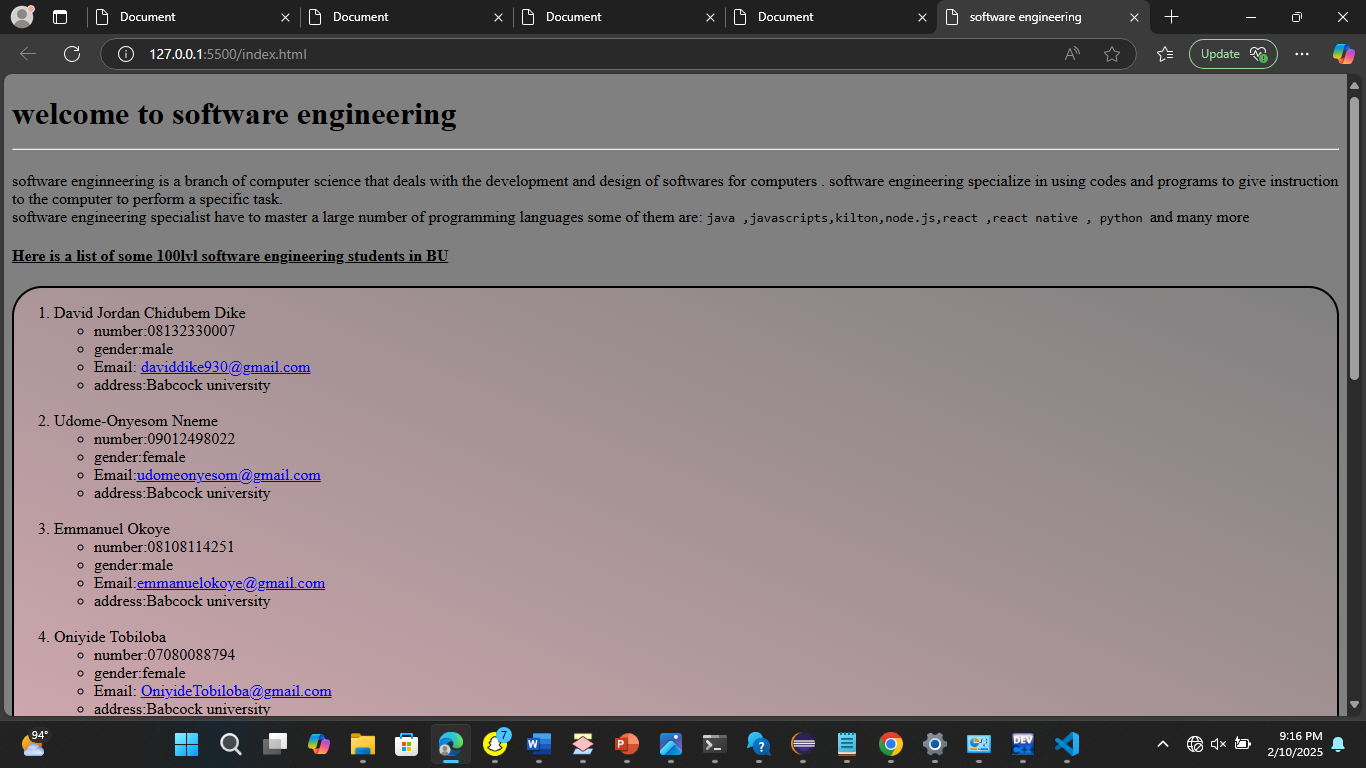 Document
Document
Document
Document
software engineering
127.0.0.1:5500/index.html
Update
welcome to software engineering
software enginneering is a branch of computer science that deals with the development and design of softwares for computers . software engineering specialize in using codes and programs to give instruction
to the computer to perform a specific task.
software engineering specialist have to master a large number of programming languages some of them are: java ,javascripts,kilton,node.js,react ,react native , python and many more
Here is a list of some 100lvl software engineering students in BU
1. David Jordan Chidubem Dike
number:08132330007
gender:male
Email: daviddike930@gmail.com
address:Babcock university
2. Udome-Onyesom Nneme
number:09012498022
gender:female
Email:udomeonyesom@gmail.com
address:Babcock university
3. Emmanuel Okoye
number:08108114251
gender:male
Email:emmanuelokoye@gmail.com
address:Babcock university
4. Oniyide Tobiloba
number:07080088794
gender:female
Email: OniyideTobiloba@gmail.com
address:Babcock university
94°
7
DEV
9:16 PM
2/10/2025